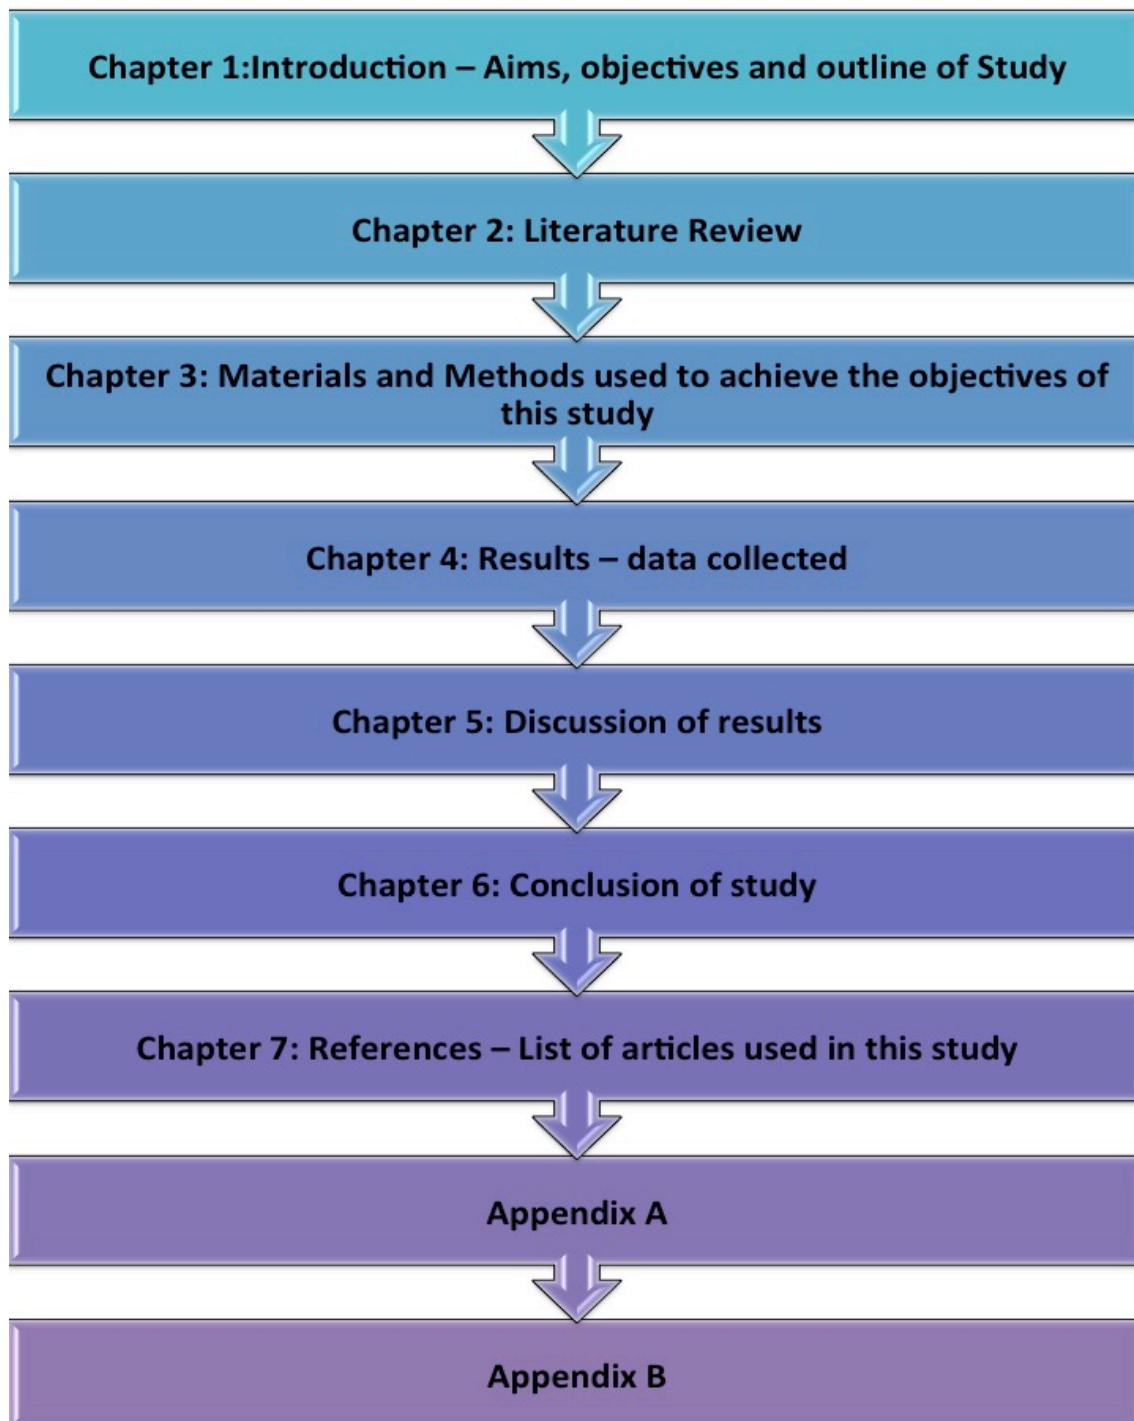 Chapter 1:Introduction – Aims, objectives and outline of Study
Chapter 2: Literature Review
Chapter 3: Materials and Methods used to achieve the objectives of
this study
Chapter 4: Results – data collected
Chapter 5: Discussion of results
Chapter 6: Conclusion of study
Chapter 7: References – List of articles used in this study
Appendix A
Appendix B